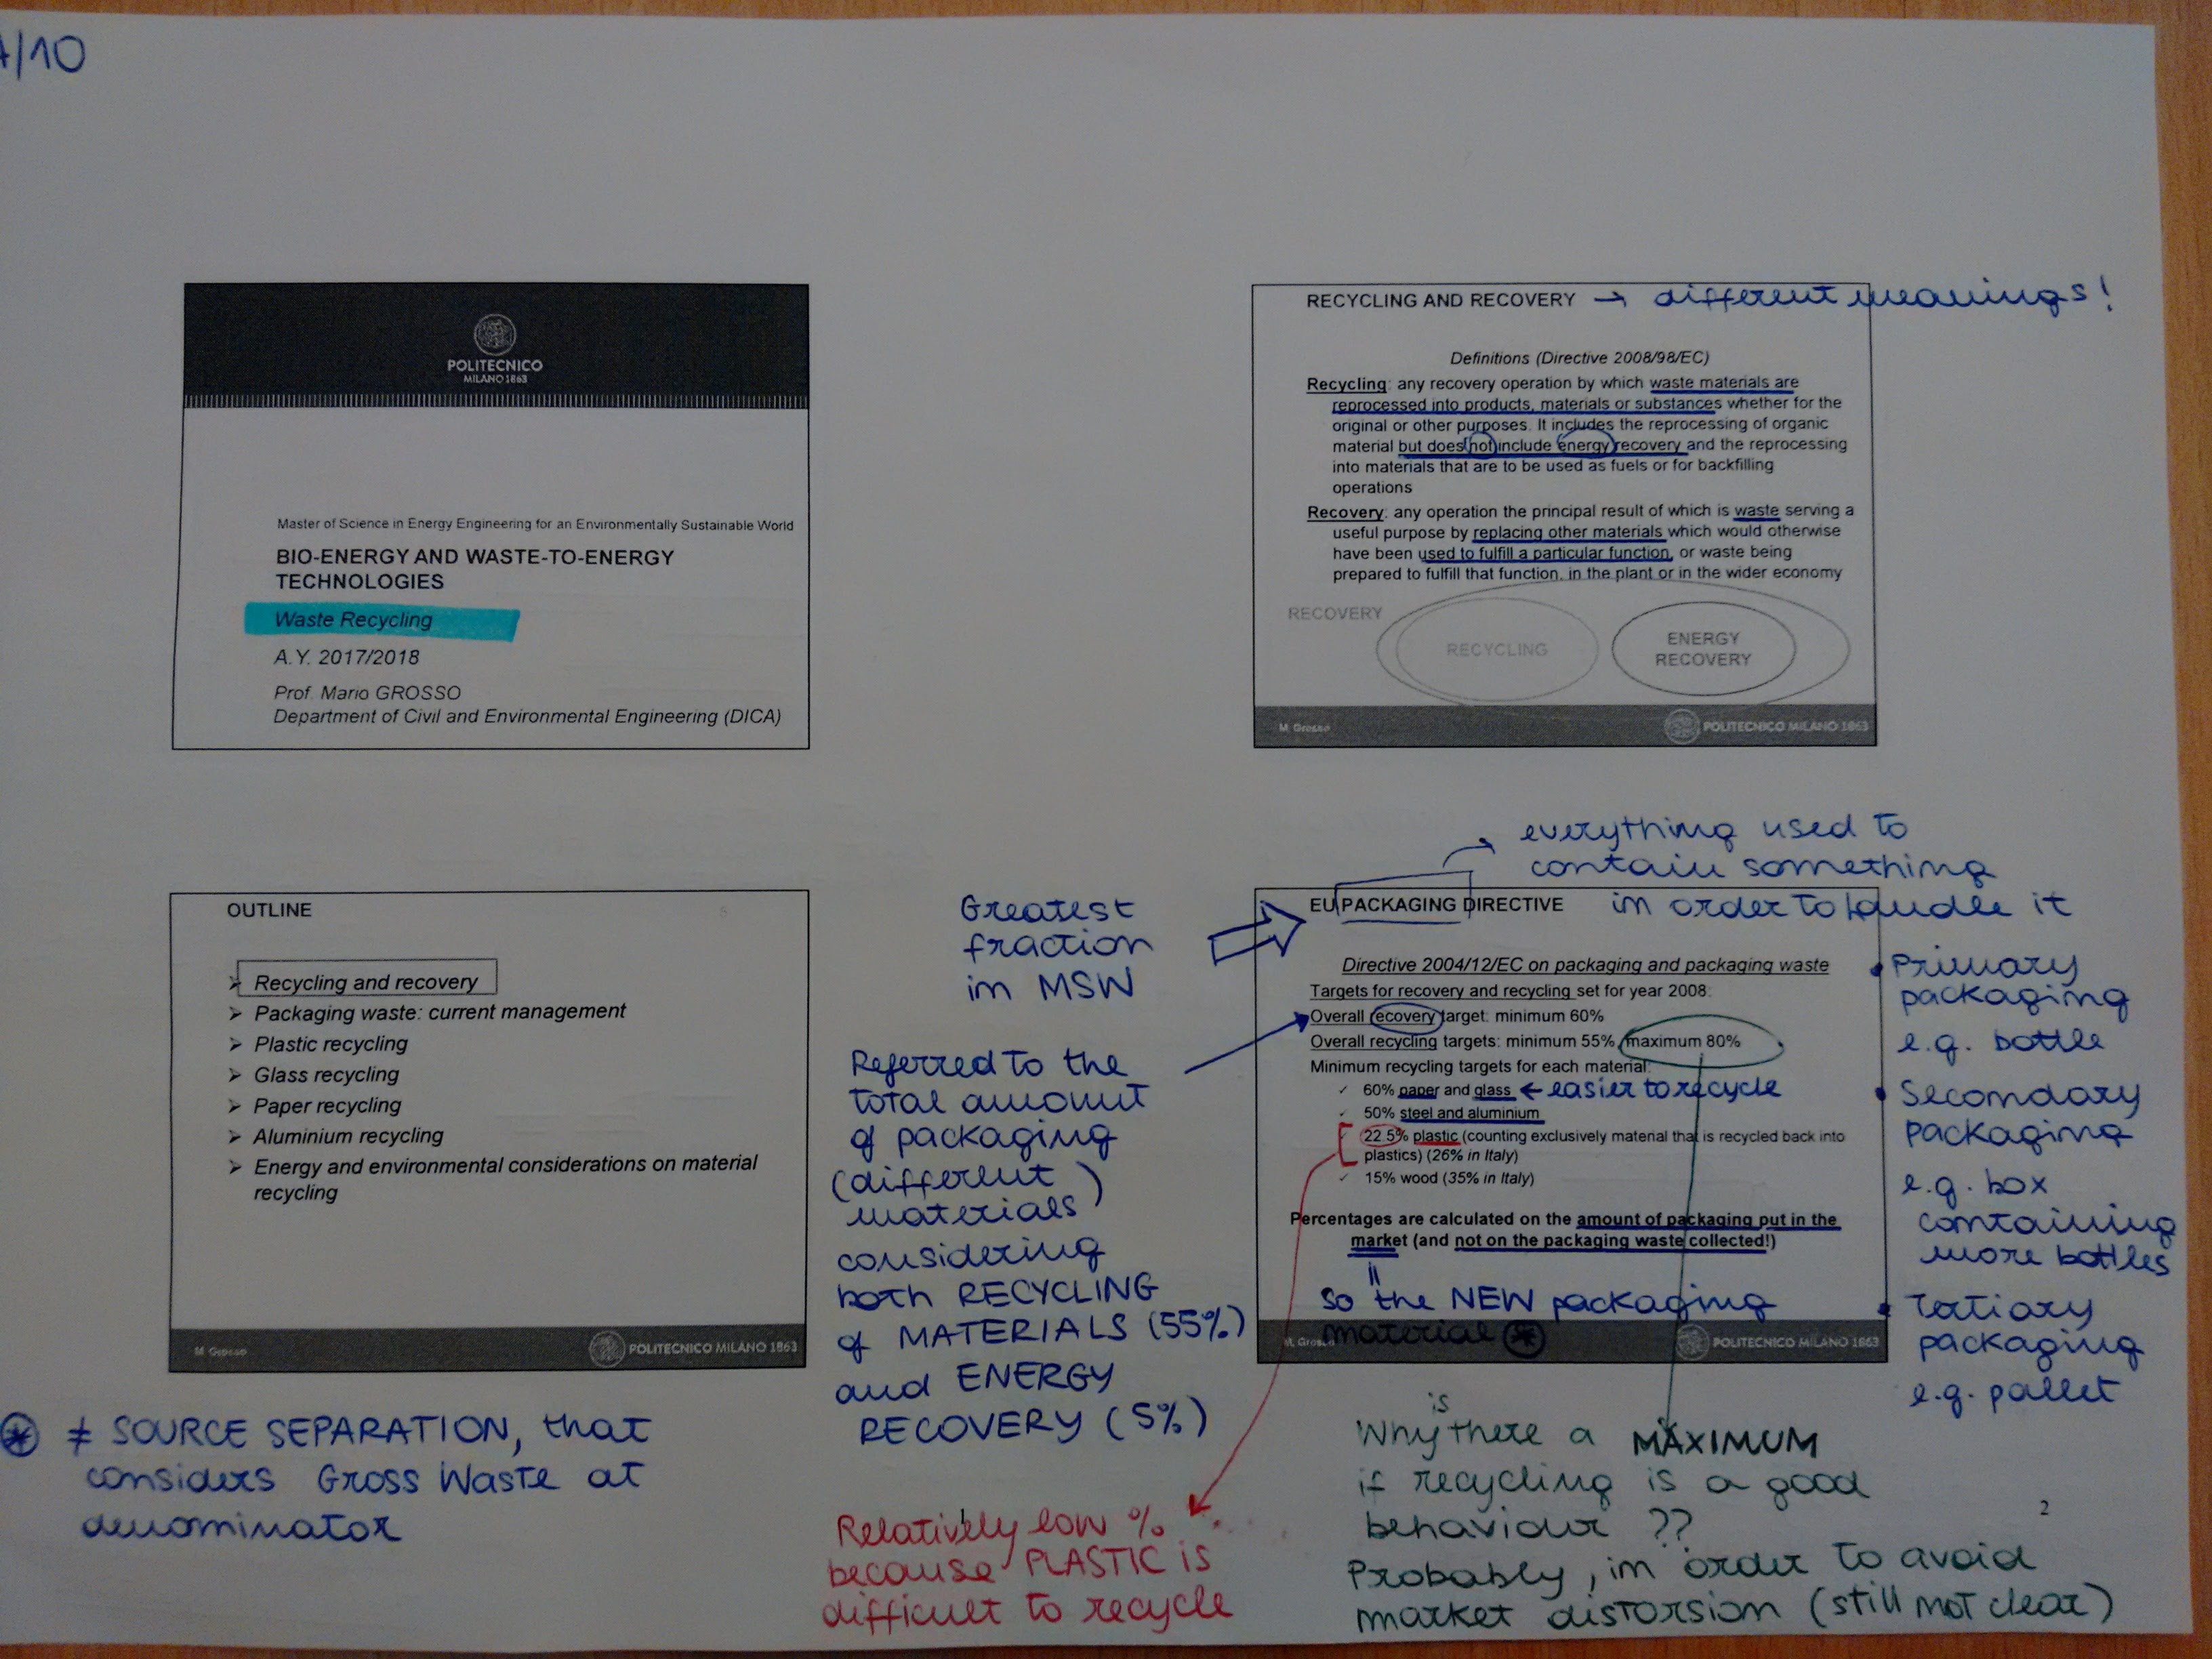 /10
POLITECNICO
MILANO 1863
Master of Science in Energy Engineering for an Environmentally Sustainable World
BIO-ENERGY AND WASTE-TO-ENERGY
TECHNOLOGIES
Waste Recycling
A.Y. 2017/2018
Prof. Mario GROSSO
Department of Civil and Environmental Engineering (DICA)
RECYCLING AND RECOVERY → different meanings!
Definitions (Directive 2008/98/EC)
Recycling: any recovery operation by which waste materials are
reprocessed into products, materials or substances whether for the
original or other purposes. It includes the reprocessing of organic
material but does not include energy recovery and the reprocessing
into materials that are to be used as fuels or for backfilling
operations
Recovery: any operation the principal result of which is waste serving a
useful purpose by replacing other materials which would otherwise
have been used to fulfill a particular function, or waste being
prepared to fulfill that function, in the plant or in the wider economy
RECOVERY
RECYCLING
ENERGY
RECOVERY
M. Grosso
POLITECNICO MILANO 1863
OUTLINE
➢ Recycling and recovery
➢ Packaging waste: current management
➢ Plastic recycling
➢ Glass recycling
➢ Paper recycling
➢ Aluminium recycling
➢ Energy and environmental considerations on material
recycling
M. Grosso
POLITECNICO MILANO 1863
⊛ ≠ SOURCE SEPARATION, that
considers Gross Waste at
denominator
Greatest
fraction
in MSW
Referred to the
total amount
of packaging
(different
materials)
considering
both RECYCLING
of MATERIALS (55%)
and ENERGY
RECOVERY (5%)
Relatively low %
because PLASTIC is
difficult to recycle
everything used to
contain something
in order to handle it
EU PACKAGING DIRECTIVE
Directive 2004/12/EC on packaging and packaging waste
Targets for recovery and recycling set for year 2008:
Overall recovery target: minimum 60%
Overall recycling targets: minimum 55%, maximum 80%
Minimum recycling targets for each material:
✓ 60% paper and glass ← easier to recycle
✓ 50% steel and aluminium
✓ 22.5% plastic (counting exclusively material that is recycled back into
plastics) (26% in Italy)
✓ 15% wood (35% in Italy)
Percentages are calculated on the amount of packaging put in the
market (and not on the packaging waste collected!)
so the NEW packaging
material ⊛
M. Grosso
POLITECNICO MILANO 1863
• Primary
packaging
e.g. bottle
• Secondary
packaging
e.g. box
containing
more bottles
• Tertiary
packaging
e.g. pallet
Why is there a MAXIMUM
if recycling is a good
behaviour ??
Probably, in order to avoid
market distorsion (still not clear)
2